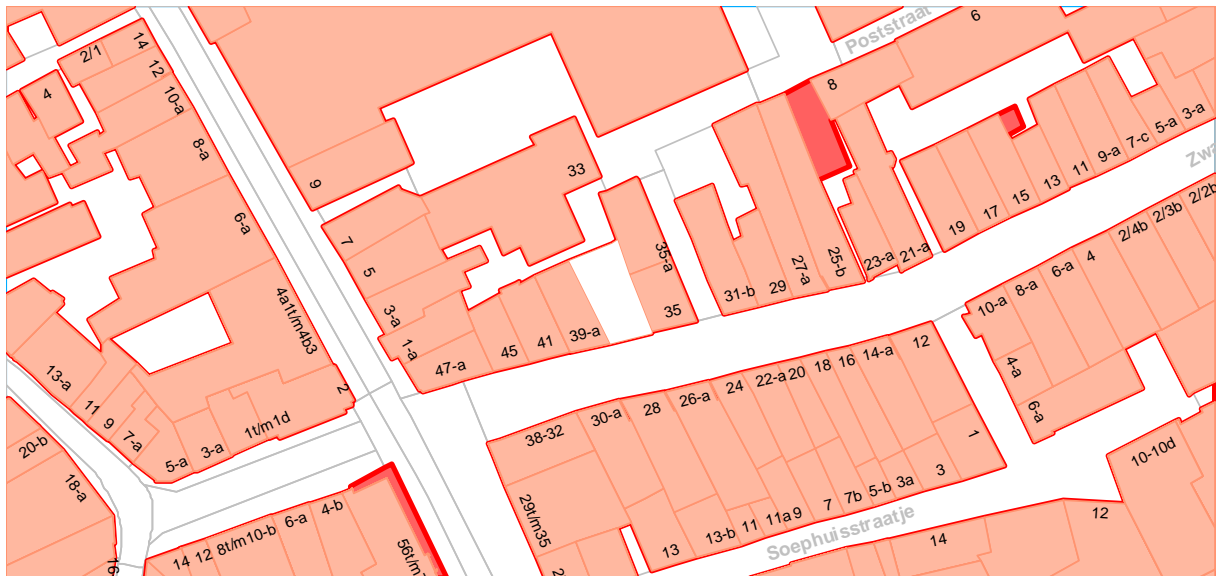 Poststraat
6
8
14
2/1
12
10-a
4
8-a
6-a
4a1t/m4b3
2
9
33
7
5
3-a
1-a
47-a
45
41
39-a
35-a
35
31-b
29
27-a
25-b
23-a
21-a
19
17
15
13
11
9-a
7-c
5-a
3-a
2/2b
2/3b
2/4b
4
6-a
8-a
10-a
4-a
6-a
13-a
11
9
7-a
5-a
3-a
1t/m1d
20-b
18-a
16
14
12
8t/m10-b
6-a
4-b
38-32
30-a
28
26-a
24
22-a
20
18
16
14-a
12
1
3
3a
5-b
7b
7
9
11a
11
13-b
13
29t/m35
Soephuisstraatje
10-10d
12
14